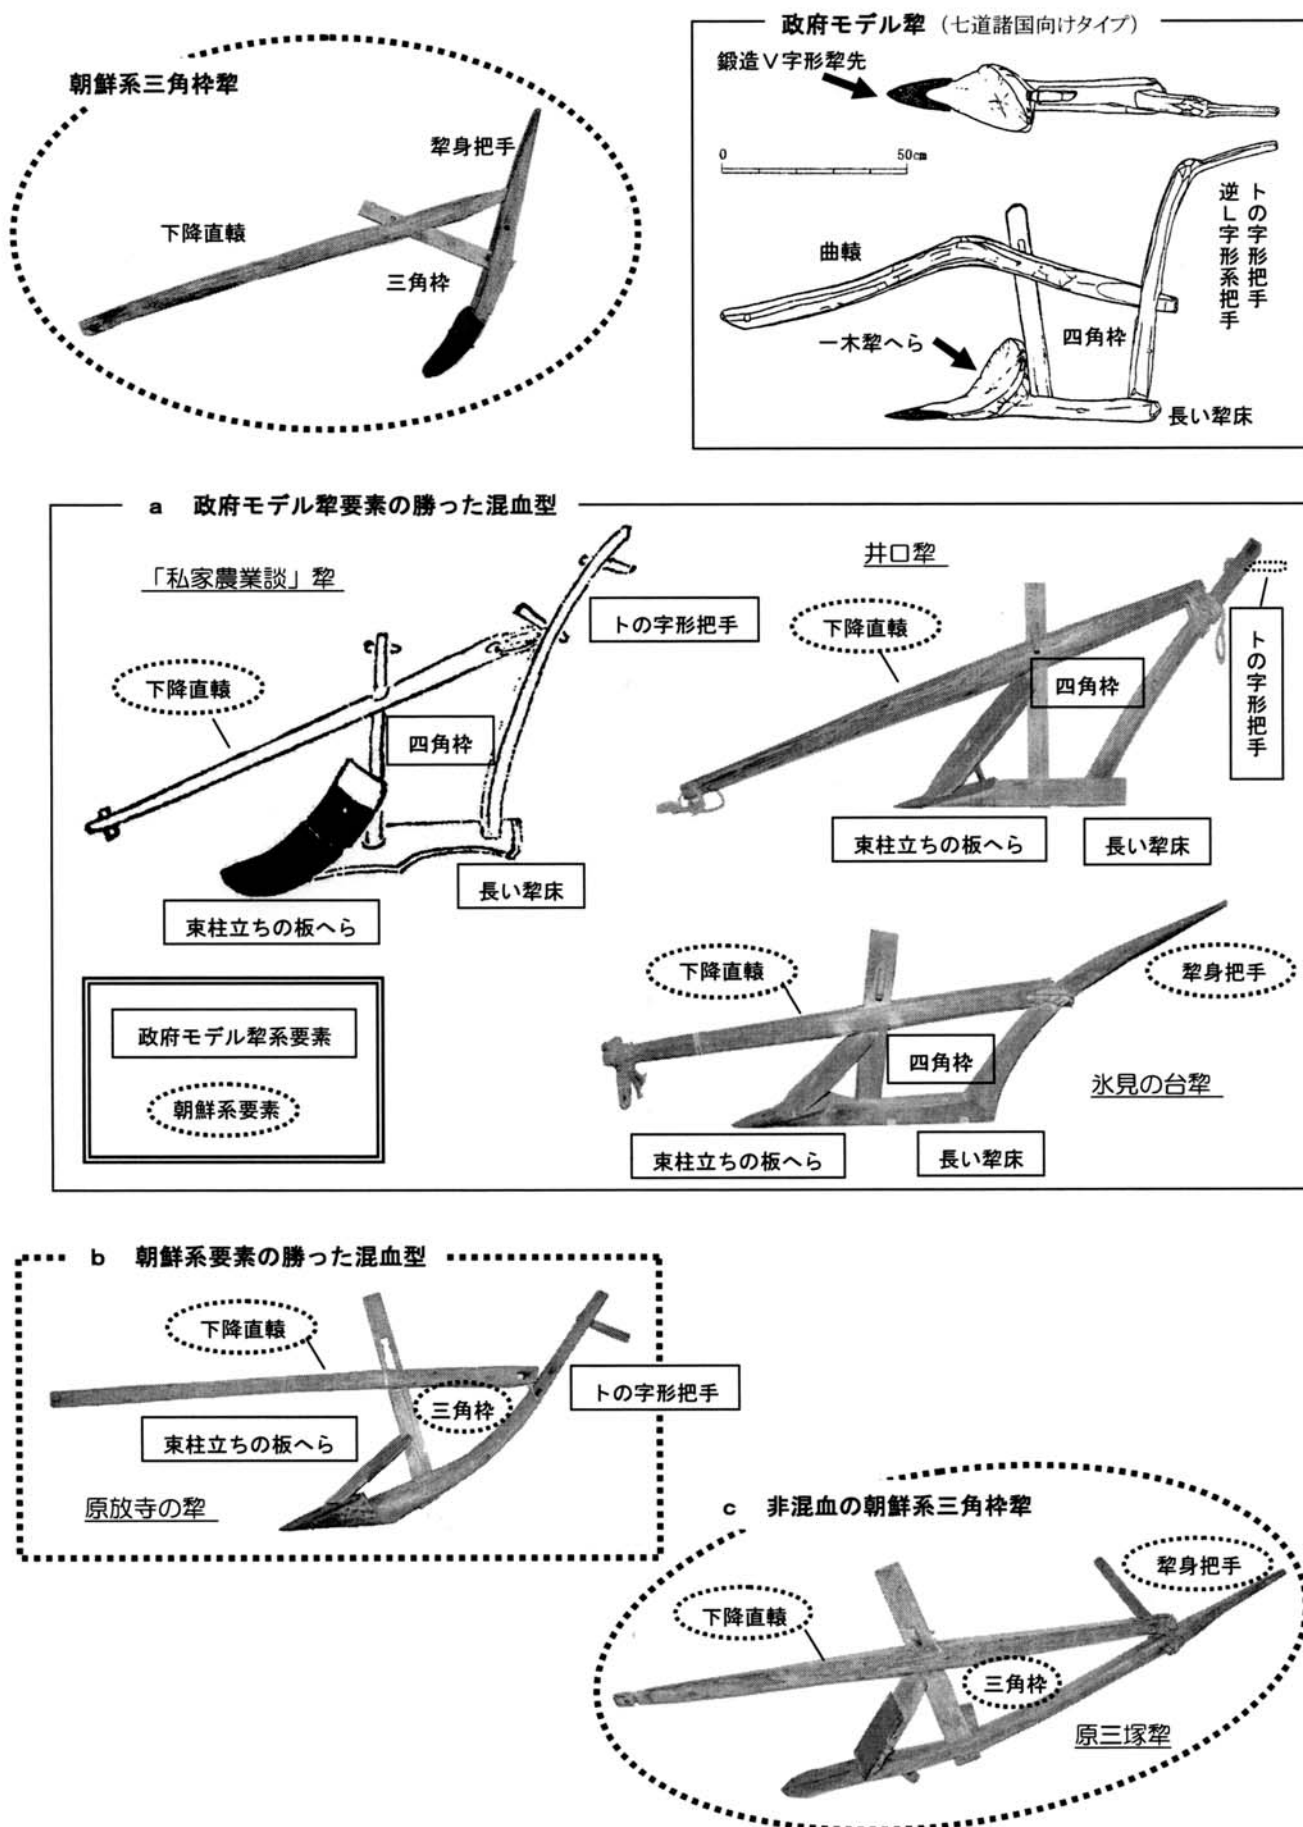 朝鮮系三角枠犂
犂身把手
下降直轅
三角枠
政府モデル犂（七道諸国向けタイプ）
鍛造V字形犂先
0 50cm
トの字形把手
逆L字形系把手
曲轅
四角枠
一木犂へら
長い犂床
a 政府モデル犂要素の勝った混血型
「私家農業談」犂
トの字形把手
下降直轅
四角枠
長い犂床
束柱立ちの板へら
井口犂
下降直轅
四角枠
トの字形把手
束柱立ちの板へら
長い犂床
下降直轅
犂身把手
四角枠
氷見の台犂
束柱立ちの板へら
長い犂床
政府モデル犂系要素
朝鮮系要素
b 朝鮮系要素の勝った混血型
下降直轅
三角枠
トの字形把手
束柱立ちの板へら
原放寺の犂
c 非混血の朝鮮系三角枠犂
犂身把手
下降直轅
三角枠
原三塚犂